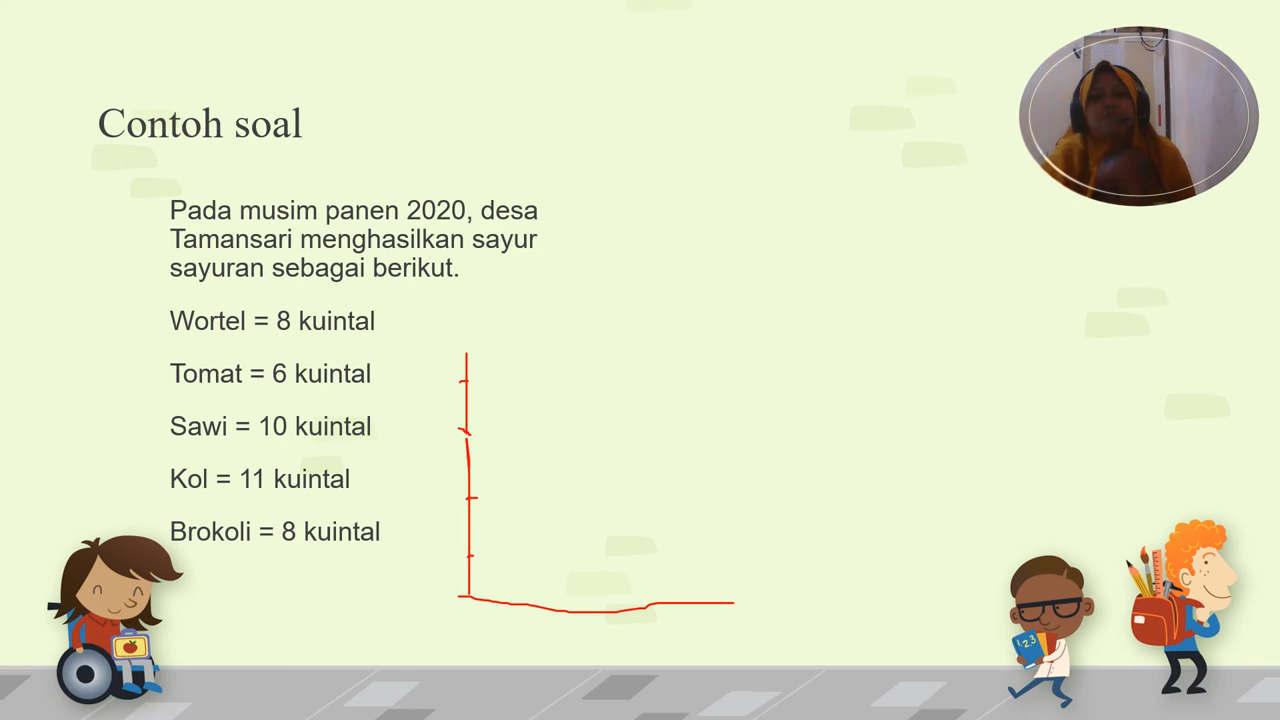 Contoh soal
Pada musim panen 2020, desa
Tamansari menghasilkan sayur
sayuran sebagai berikut.
Wortel = 8 kuintal
Tomat = 6 kuintal
Sawi = 10 kuintal
Kol = 11 kuintal
Brokoli = 8 kuintal
123